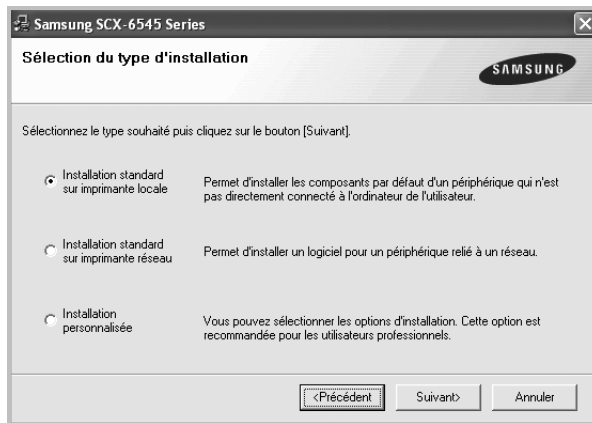 Samsung SCX-6545 Series
Sélection du type d'installation
SAMSUNG
Sélectionnez le type souhaité puis cliquez sur le bouton [Suivant].
Installation standard
sur imprimante locale
Permet d'installer les composants par défaut d'un périphérique qui n'est
pas directement connecté à l'ordinateur de l'utilisateur.
Installation standard
sur imprimante réseau
Permet d'installer un logiciel pour un périphérique relié à un réseau.
Installation
personnalisée
Vous pouvez sélectionner les options d'installation. Cette option est
recommandée pour les utilisateurs professionnels.
<Précédent
Suivant>
Annuler